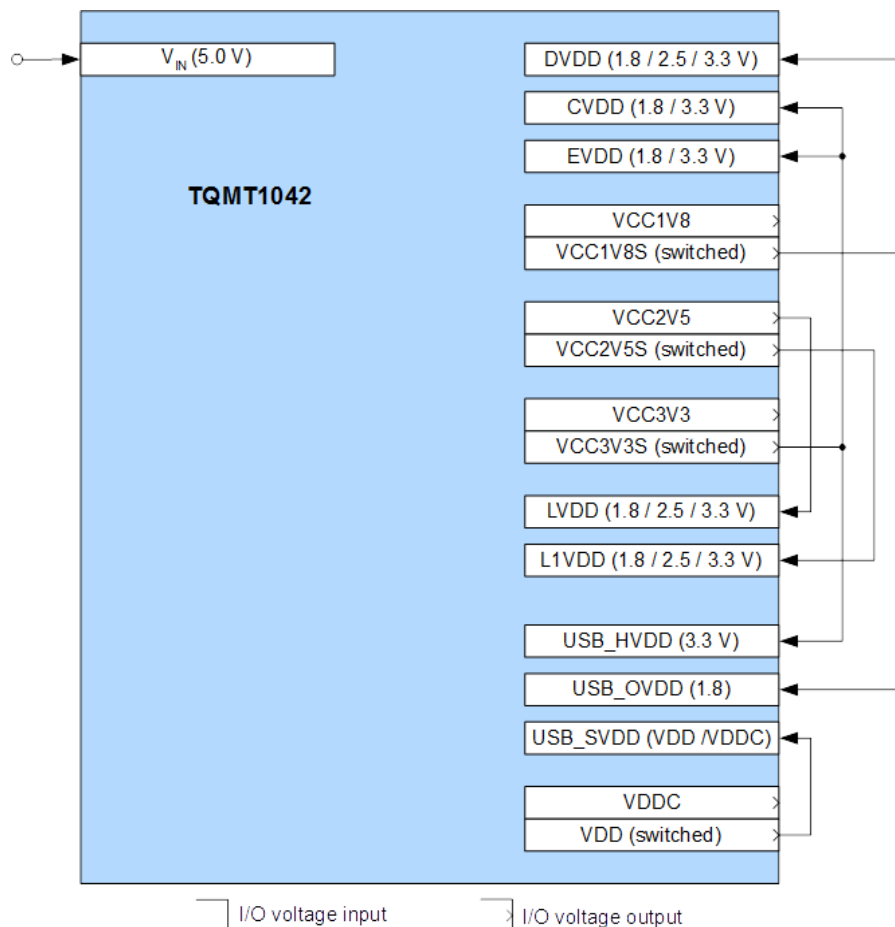 V_IN (5.0 V)
DVDD (1.8 / 2.5 / 3.3 V)
CVDD (1.8 / 3.3 V)
EVDD (1.8 / 3.3 V)
TQMT1042
VCC1V8
VCC1V8S (switched)
VCC2V5
VCC2V5S (switched)
VCC3V3
VCC3V3S (switched)
LVDD (1.8 / 2.5 / 3.3 V)
L1VDD (1.8 / 2.5 / 3.3 V)
USB_HVDD (3.3 V)
USB_OVDD (1.8)
USB_SVDD (VDD /VDDC)
VDDC
VDD (switched)
I/O voltage input
I/O voltage output